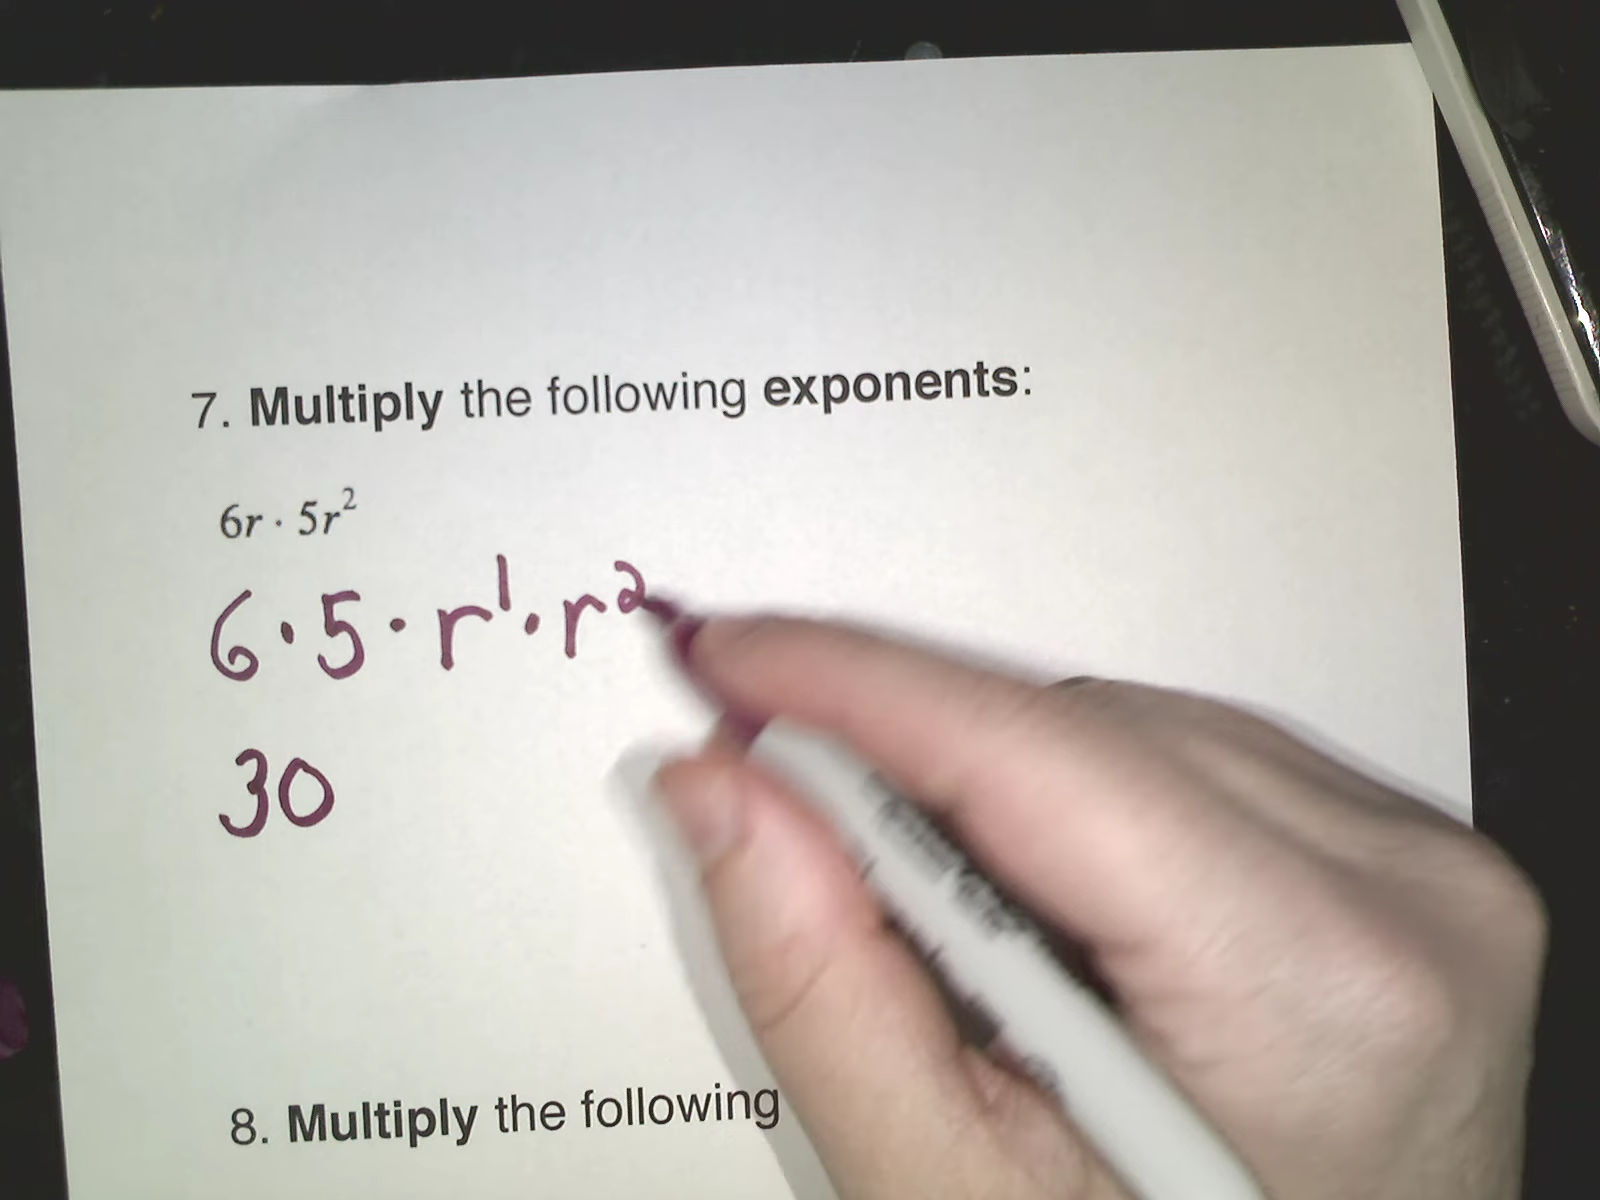 7. Multiply the following exponents:
6r · 5r²
6 · 5 · r¹ · r²
30
8. Multiply the following